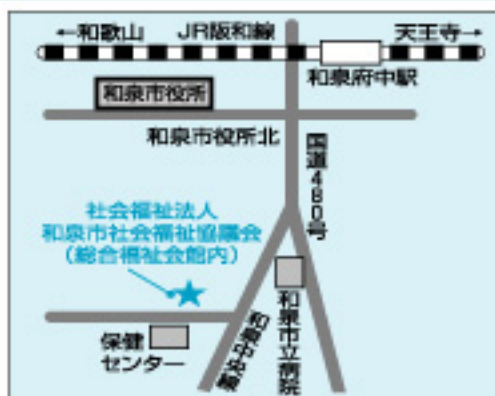 ←和歌山 JR阪和線 天王寺→
和泉府中駅
和泉市役所
和泉市役所北
国道480号
社会福祉法人
和泉市社会福祉協議会
(総合福祉会館内)
和泉市立病院
和泉中央線
保健
センター